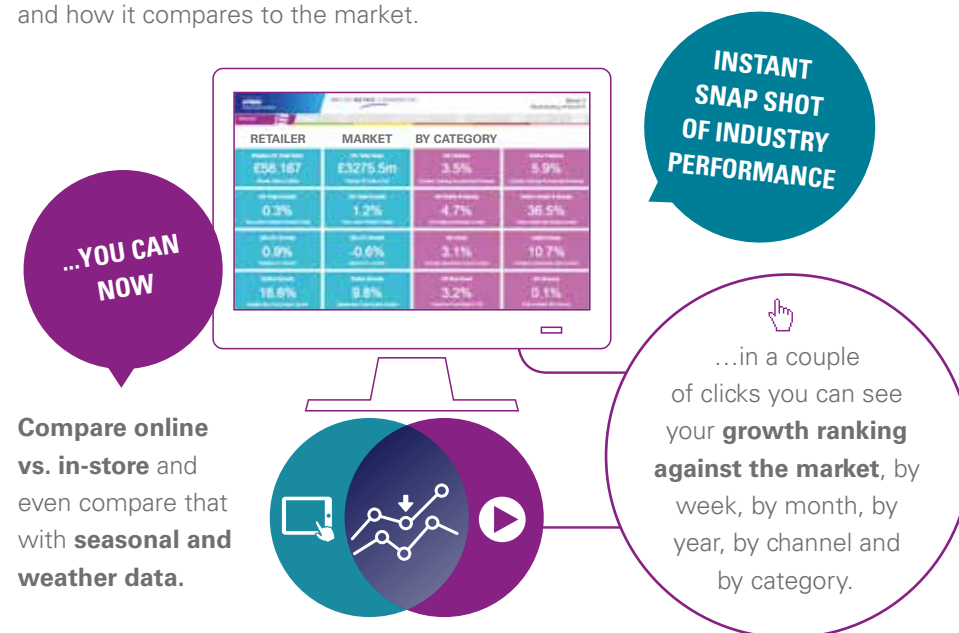 and how it compares to the market.
INSTANT
SNAP SHOT
OF INDUSTRY
PERFORMANCE
RETAILER MARKET BY CATEGORY
£58,167 £3275.5m 3.5% 5.9%
0.3% 1.2% 4.7% 36.5%
0.9% -0.6% 3.1% 10.7%
18.6% 9.8% 3.2% 0.1%
...YOU CAN
NOW
Compare online
vs. in-store and
even compare that
with seasonal and
weather data.
…in a couple
of clicks you can see
your growth ranking
against the market, by
week, by month, by
year, by channel and
by category.